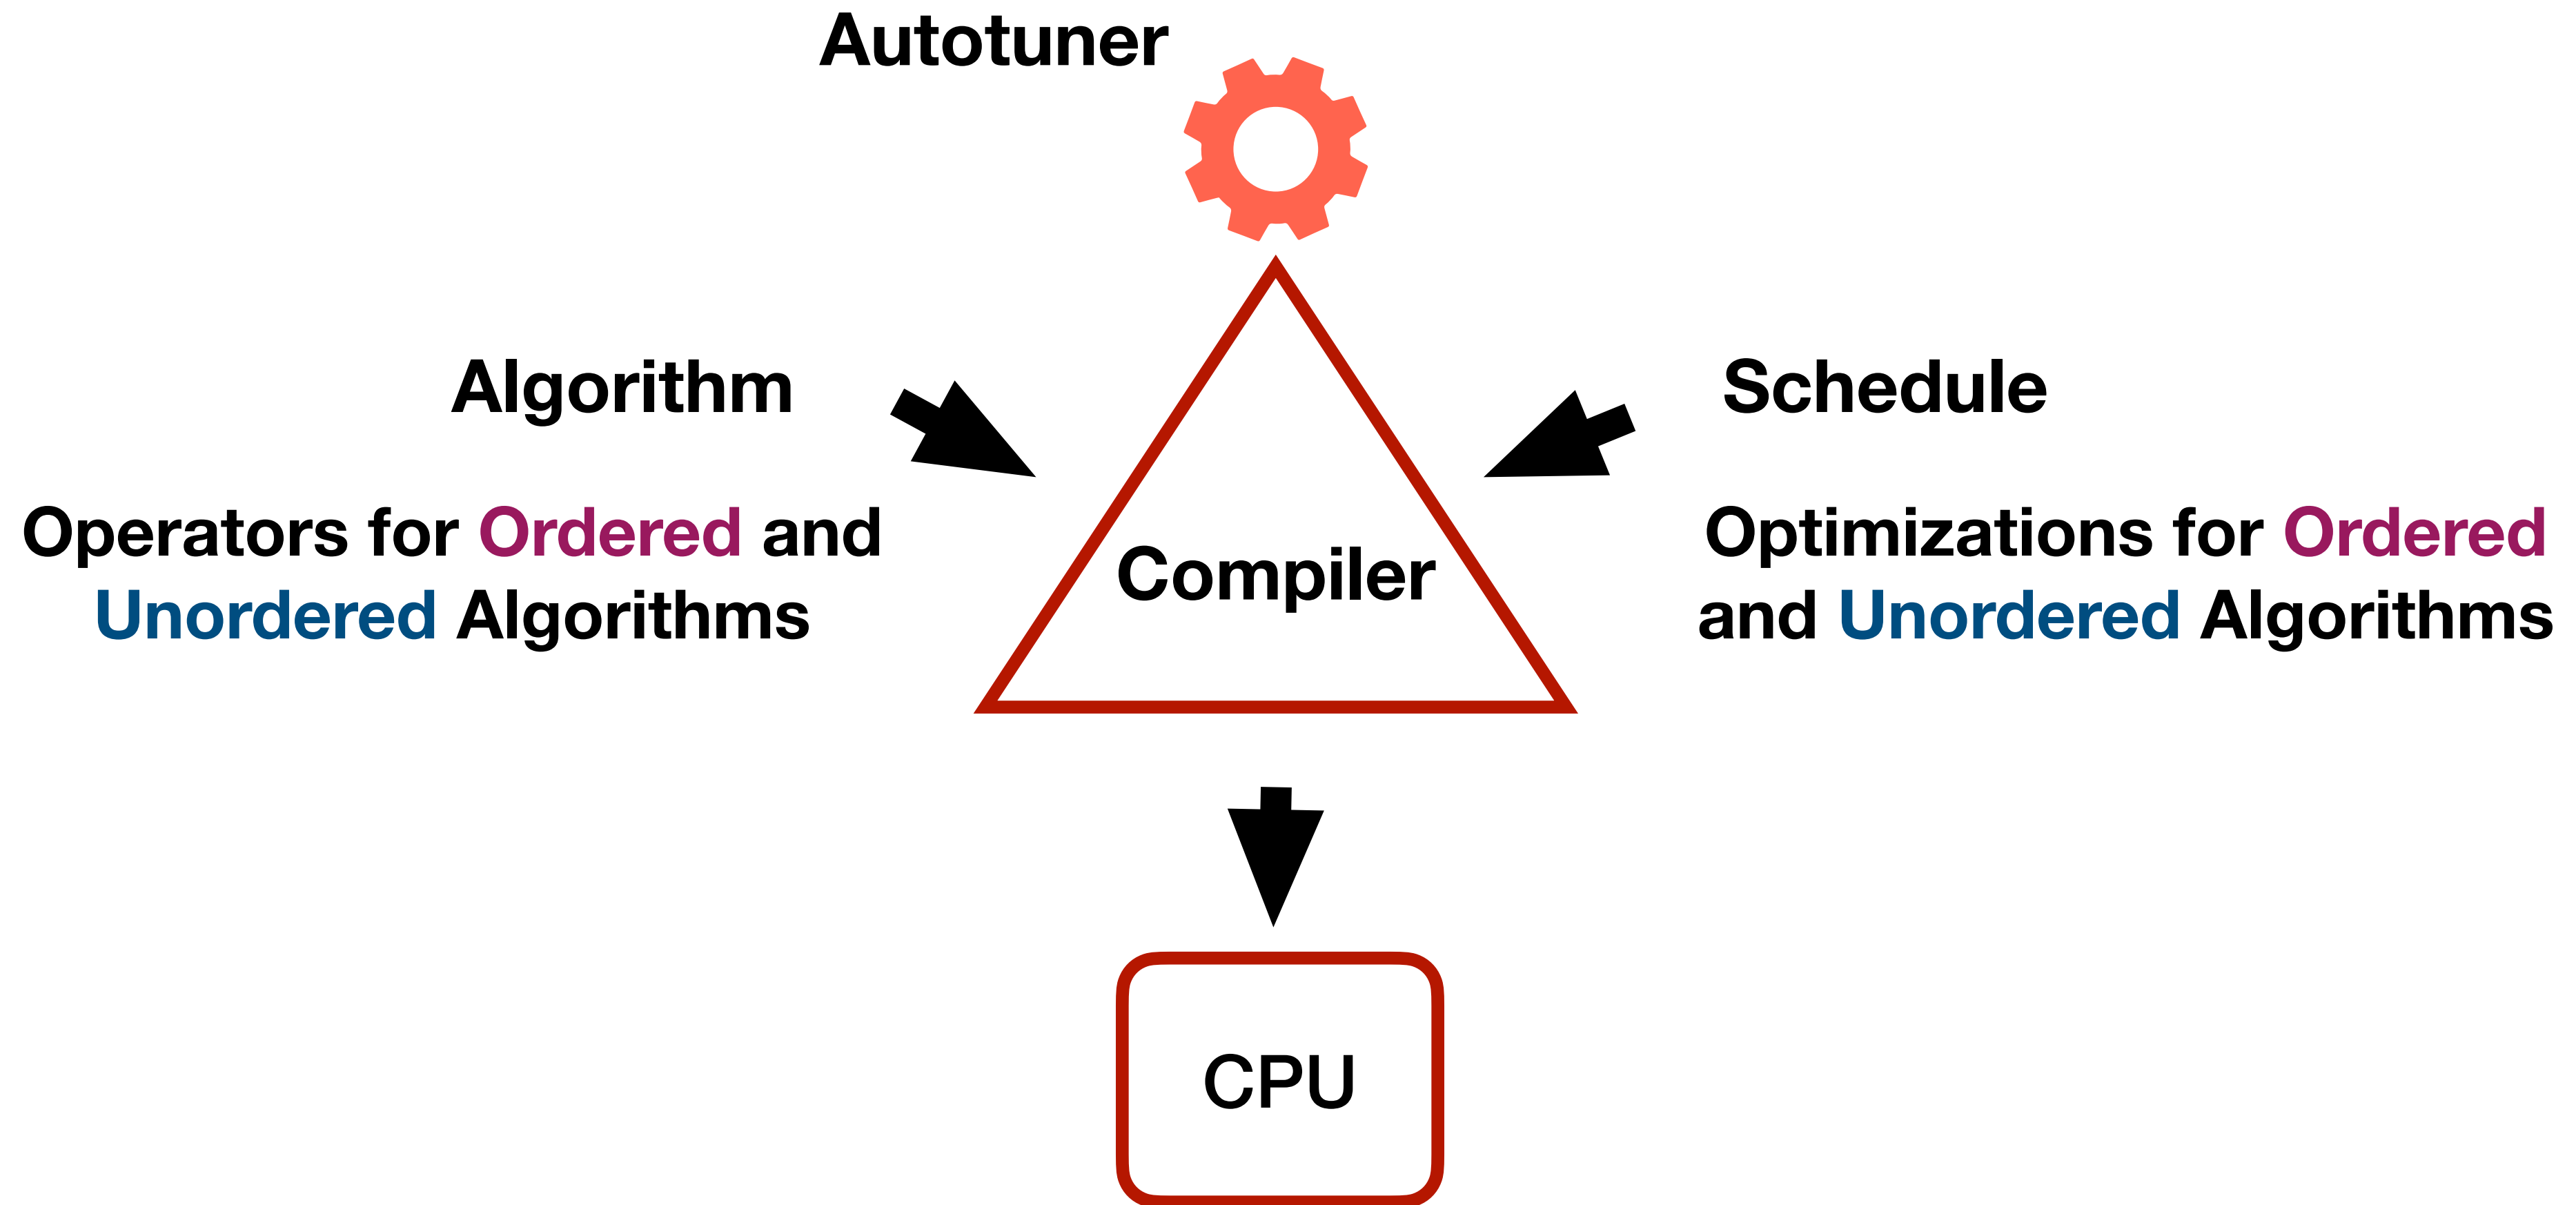 Autotuner
Algorithm
Schedule
Operators for Ordered and
Unordered Algorithms
Compiler
Optimizations for Ordered
and Unordered Algorithms
CPU